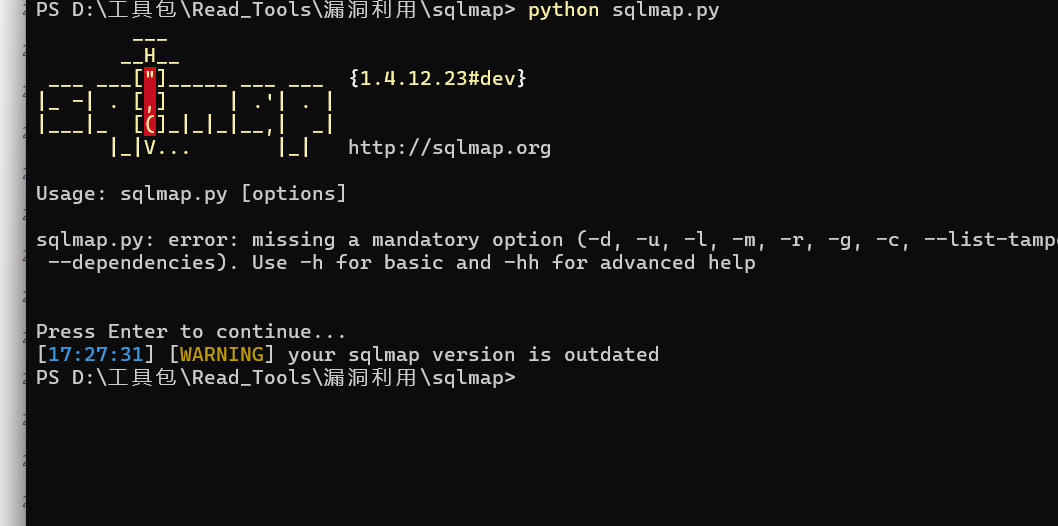 PS D:\工具包\Read_Tools\漏洞利用\sqlmap> python sqlmap.py
        ___
       __H__
 ___ ___["]_____ ___ ___  {1.4.12.23#dev}
|_ -| . [,]     | .'| . |
|___|_  [(]_|_|_|__,|  _|
      |_|V...       |_|   http://sqlmap.org
Usage: sqlmap.py [options]
sqlmap.py: error: missing a mandatory option (-d, -u, -l, -m, -r, -g, -c, --list-tampe
--dependencies). Use -h for basic and -hh for advanced help
Press Enter to continue...
[17:27:31] [WARNING] your sqlmap version is outdated
PS D:\工具包\Read_Tools\漏洞利用\sqlmap>